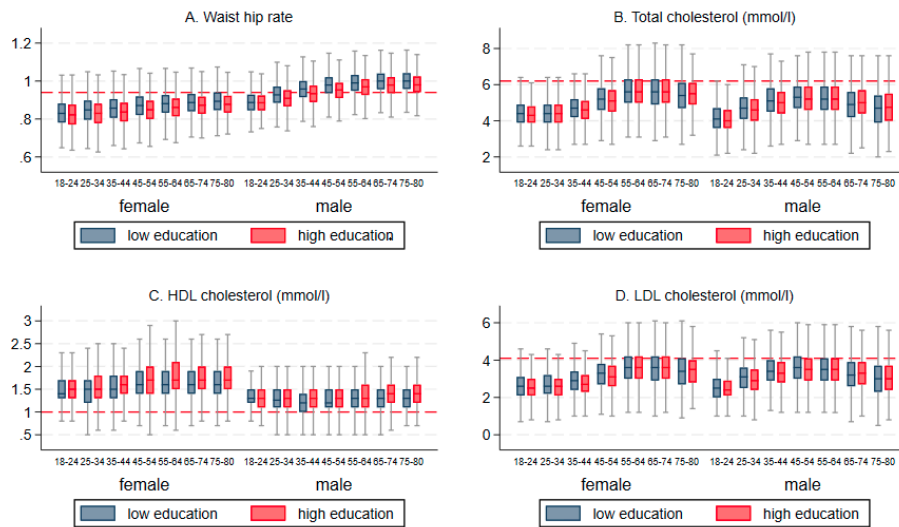 A. Waist hip rate
1.2
1
.8
.6
18-24 25-34 35-44 45-54 55-64 65-74 75-80 18-24 25-34 35-44 45-54 55-64 65-74 75-80
female male
low education high education
B. Total cholesterol (mmol/l)
8
6
4
2
18-24 25-34 35-44 45-54 55-64 65-74 75-80 18-24 25-34 35-44 45-54 55-64 65-74 75-80
female male
low education high education
C. HDL cholesterol (mmol/l)
3
2.5
2
1.5
1
.5
18-24 25-34 35-44 45-54 55-64 65-74 75-80 18-24 25-34 35-44 45-54 55-64 65-74 75-80
female male
low education high education
D. LDL cholesterol (mmol/l)
6
4
2
0
18-24 25-34 35-44 45-54 55-64 65-74 75-80 18-24 25-34 35-44 45-54 55-64 65-74 75-80
female male
low education high education